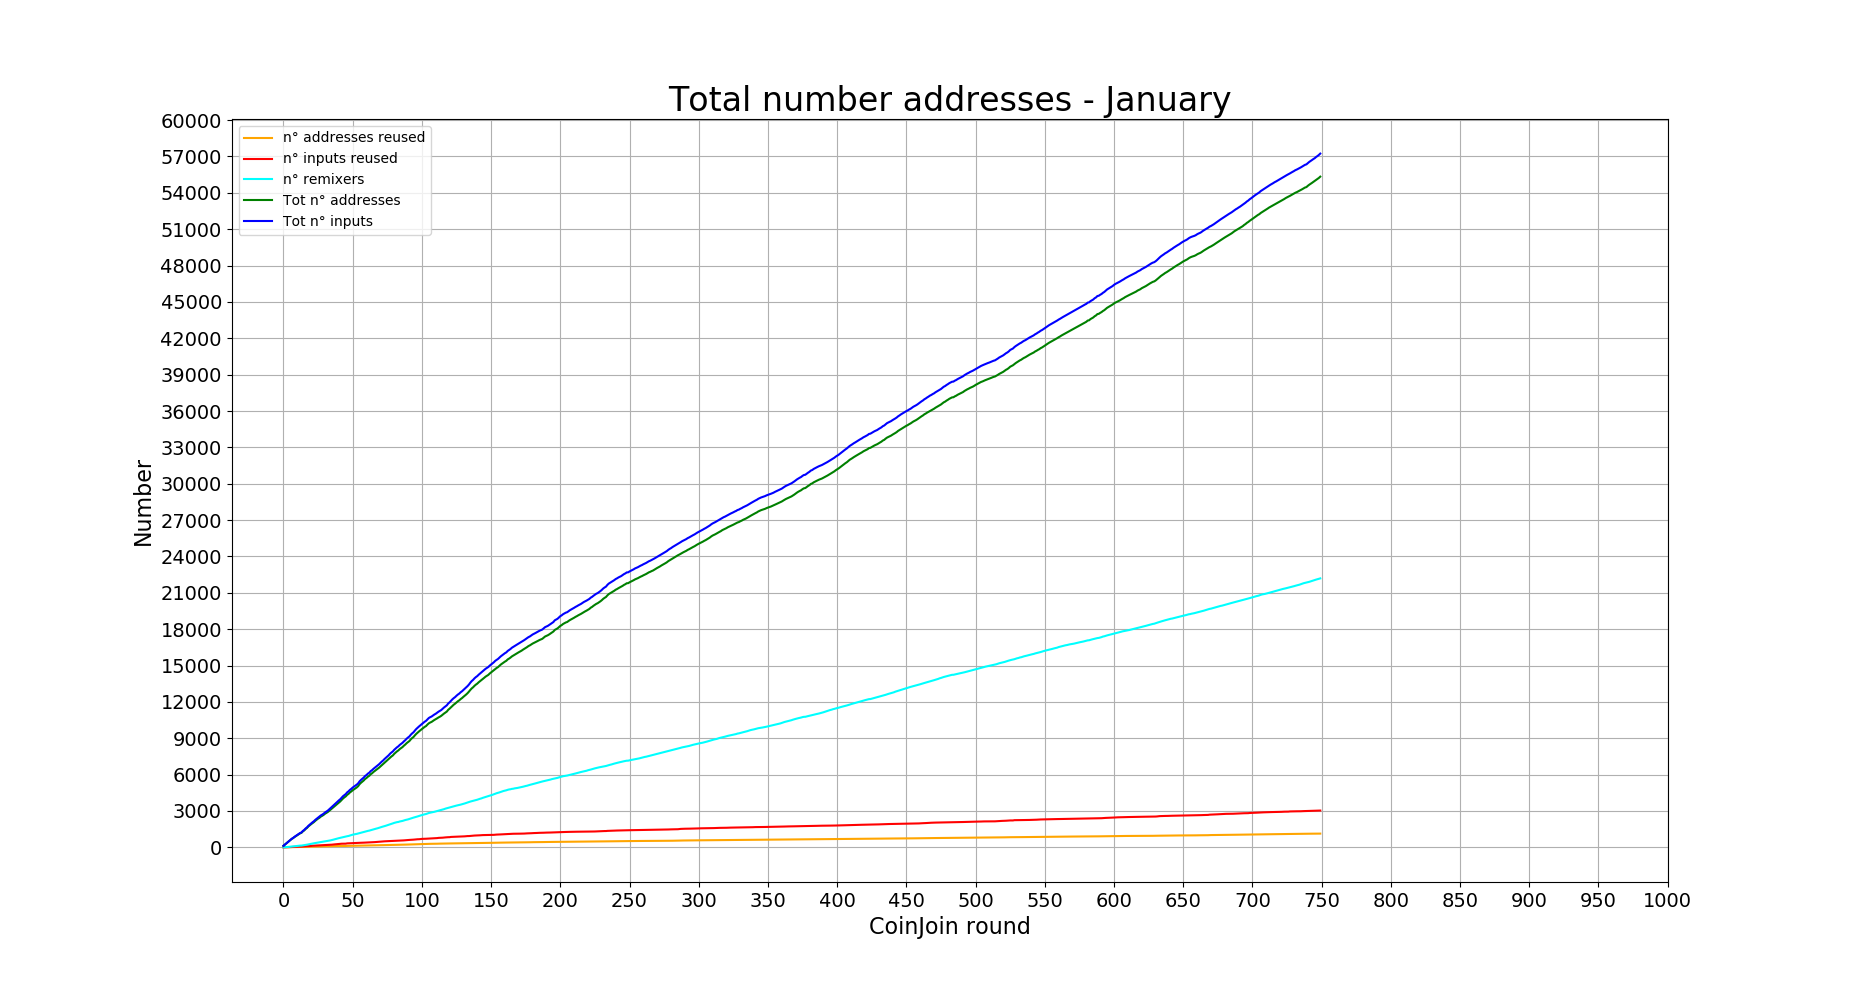 Total number addresses - January
60000
57000
54000
51000
48000
45000
42000
39000
36000
33000
30000
27000
24000
21000
18000
15000
12000
9000
6000
3000
0
n° addresses reused
n° inputs reused
n° remixers
Tot n° addresses
Tot n° inputs
Number
0 50 100 150 200 250 300 350 400 450 500 550 600 650 700 750 800 850 900 950 1000
CoinJoin round